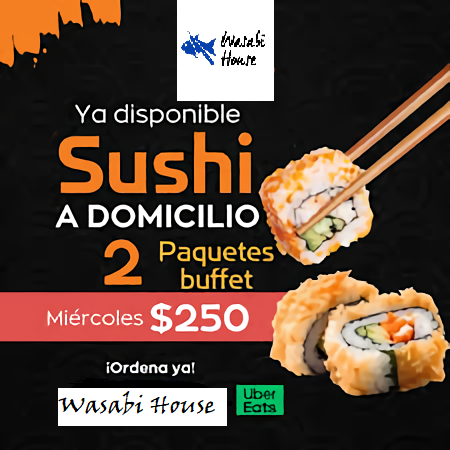 Wasabi
House
Ya disponible
Sushi
A DOMICILIO
2 Paquetes
buffet
Miércoles $250
¡Ordena ya!
Wasabi House
Uber
Eats